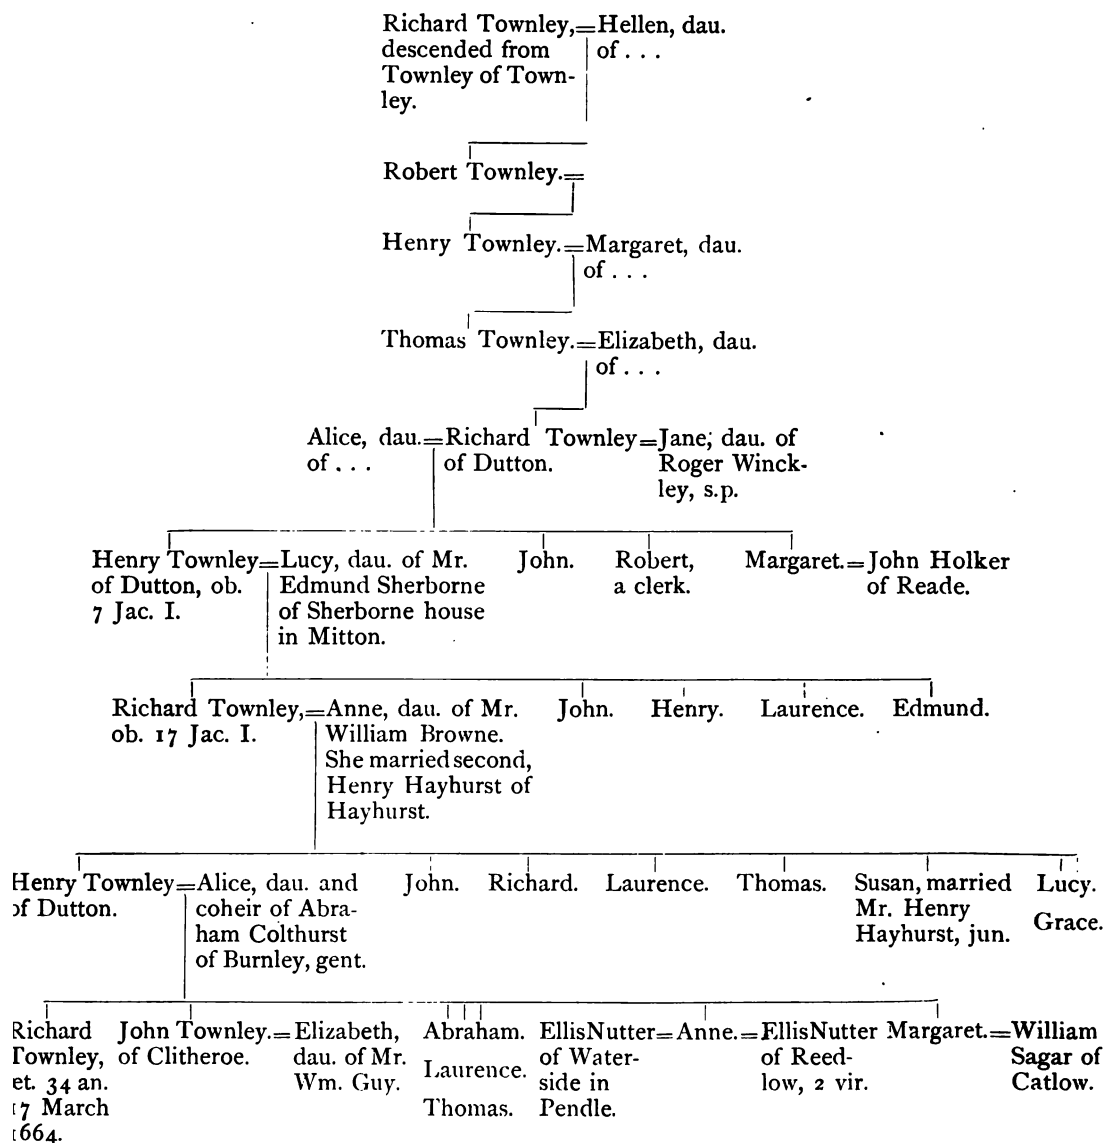 Richard Townley,=Hellen, dau.
descended from of . . .
Townley of Town-
ley.
Robert Townley.=
Henry Townley.=Margaret, dau.
of . . .
Thomas Townley.=Elizabeth, dau.
of . . .
Alice, dau.=Richard Townley=Jane, dau. of
of . . . of Dutton. Roger Winck-
ley, s.p.
Henry Townley=Lucy, dau. of Mr. John. Robert, Margaret.=John Holker
of Dutton, ob. Edmund Sherborne a clerk. of Reade.
7 Jac. I. of Sherborne house
in Mitton.
Richard Townley,=Anne, dau. of Mr. John. Henry. Laurence. Edmund.
ob. 17 Jac. I. William Browne.
She married second,
Henry Hayhurst of
Hayhurst.
Henry Townley=Alice, dau. and John. Richard. Laurence. Thomas. Susan, married Lucy.
of Dutton. coheir of Abra- Mr. Henry Grace.
ham Colthurst Hayhurst, jun.
of Burnley, gent.
Richard John Townley.=Elizabeth, Abraham. Ellis Nutter=Anne.=Ellis Nutter Margaret.=William
Townley, of Clitheroe. dau. of Mr. Laurence. of Water- of Reed- Sagar of
et. 34 an. Wm. Guy. Thomas. side in low, 2 vir. Catlow.
17 March Pendle.
1664.